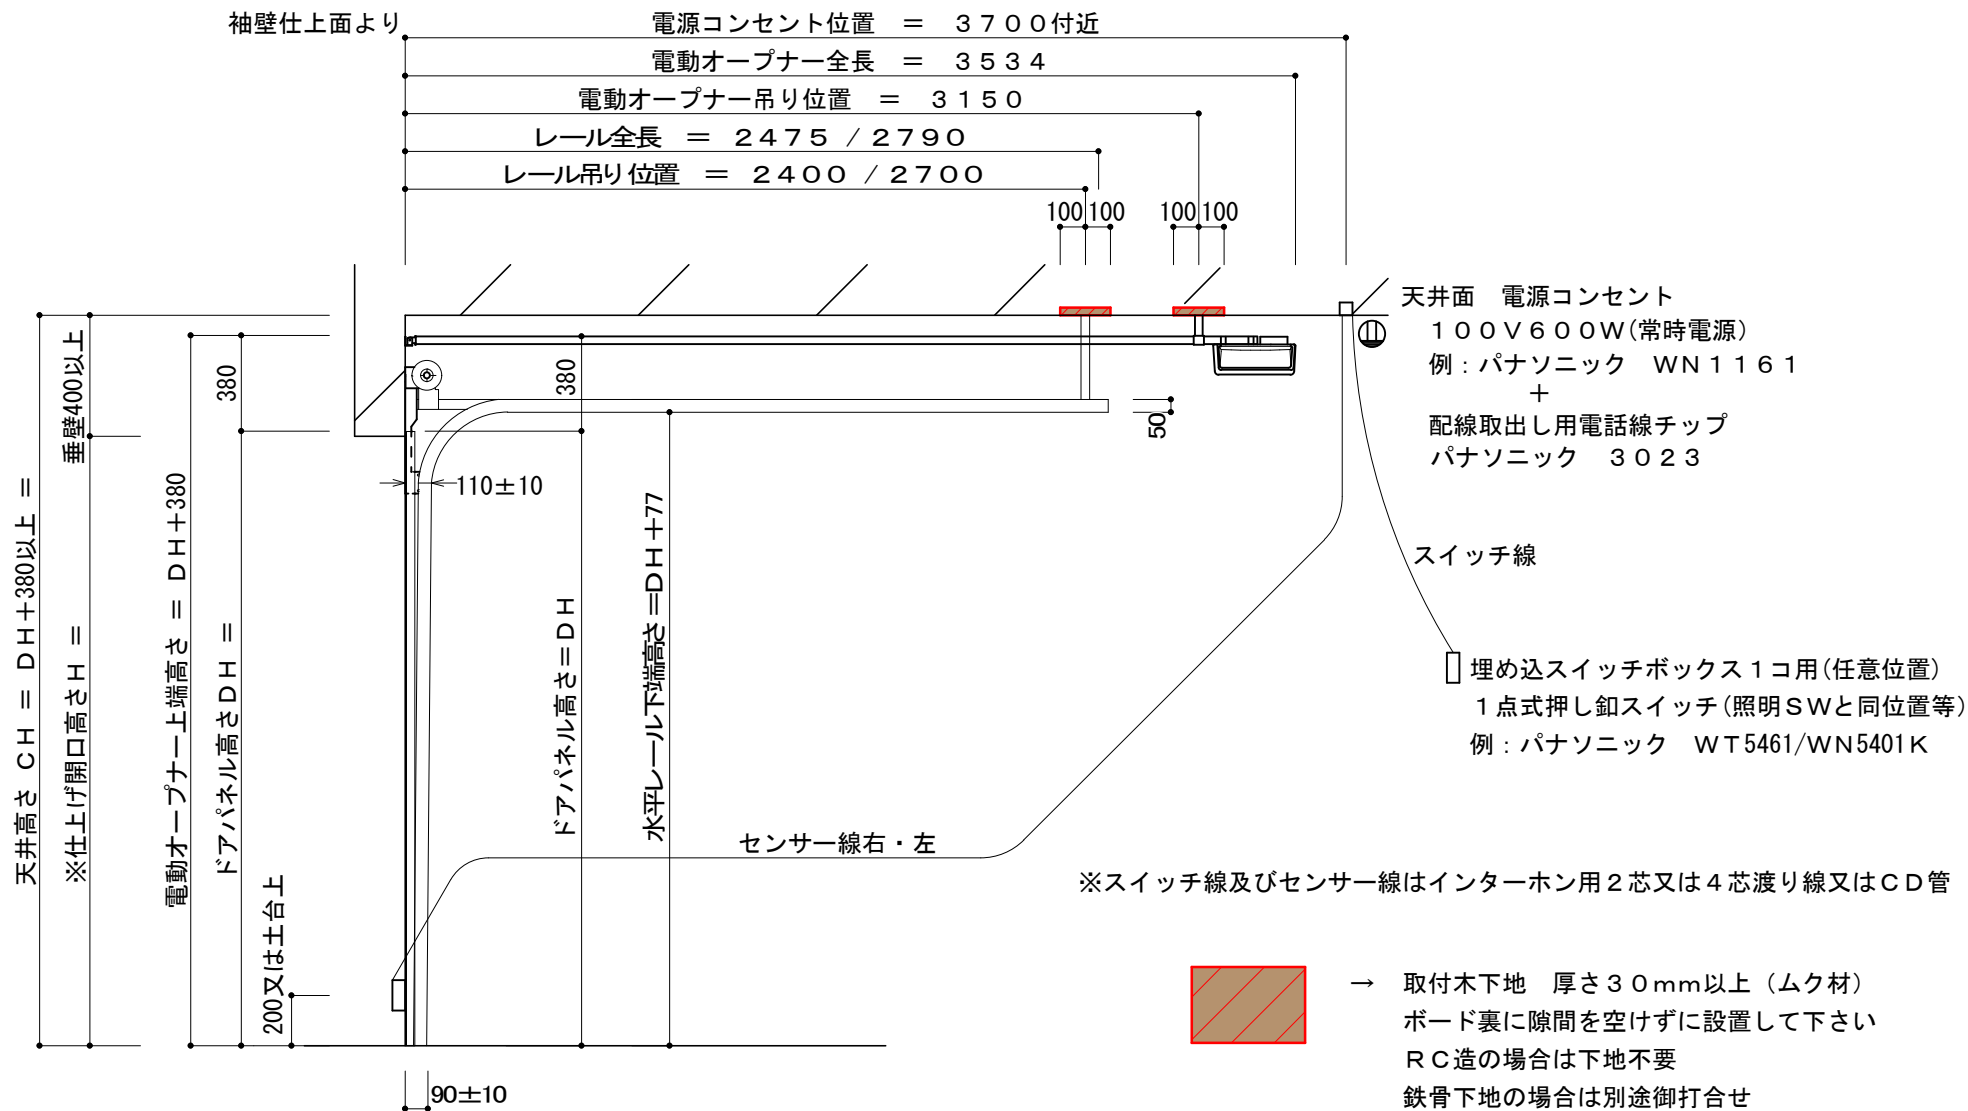 袖壁仕上面より
電源コンセント位置　＝　３７００付近
電動オープナー全長　＝　３５３４
電動オープナー吊り位置　＝　３１５０
レール全長　＝　２４７５　/　２７９０
レール吊り位置　＝　２４００　/　２７００
100 100
100 100
天井面　電源コンセント
１００Ｖ６００Ｗ(常時電源)
例：パナソニック　ＷＮ１１６１
＋
配線取出し用電話線チップ
パナソニック　３０２３
スイッチ線
埋め込スイッチボックス１コ用(任意位置)
１点式押し釦スイッチ(照明ＳＷと同位置等)
例：パナソニック　ＷＴ5461/ＷＮ5401Ｋ
天井高さ　ＣＨ　＝　ＤＨ＋380以上　＝
垂壁400以上
※仕上げ開口高さＨ　＝
電動オープナー上端高さ　＝　ＤＨ＋380
380
ドアパネル高さＤＨ　＝
200又は土台上
110±10
90±10
380
ドアパネル高さ＝ＤＨ
水平レール下端高さ＝ＤＨ＋77
50
センサー線右・左
※スイッチ線及びセンサー線はインターホン用２芯又は４芯渡り線又はＣＤ管
→　取付木下地　厚さ３０ｍｍ以上（ムク材）
ボード裏に隙間を空けずに設置して下さい
ＲＣ造の場合は下地不要
鉄骨下地の場合は別途御打合せ